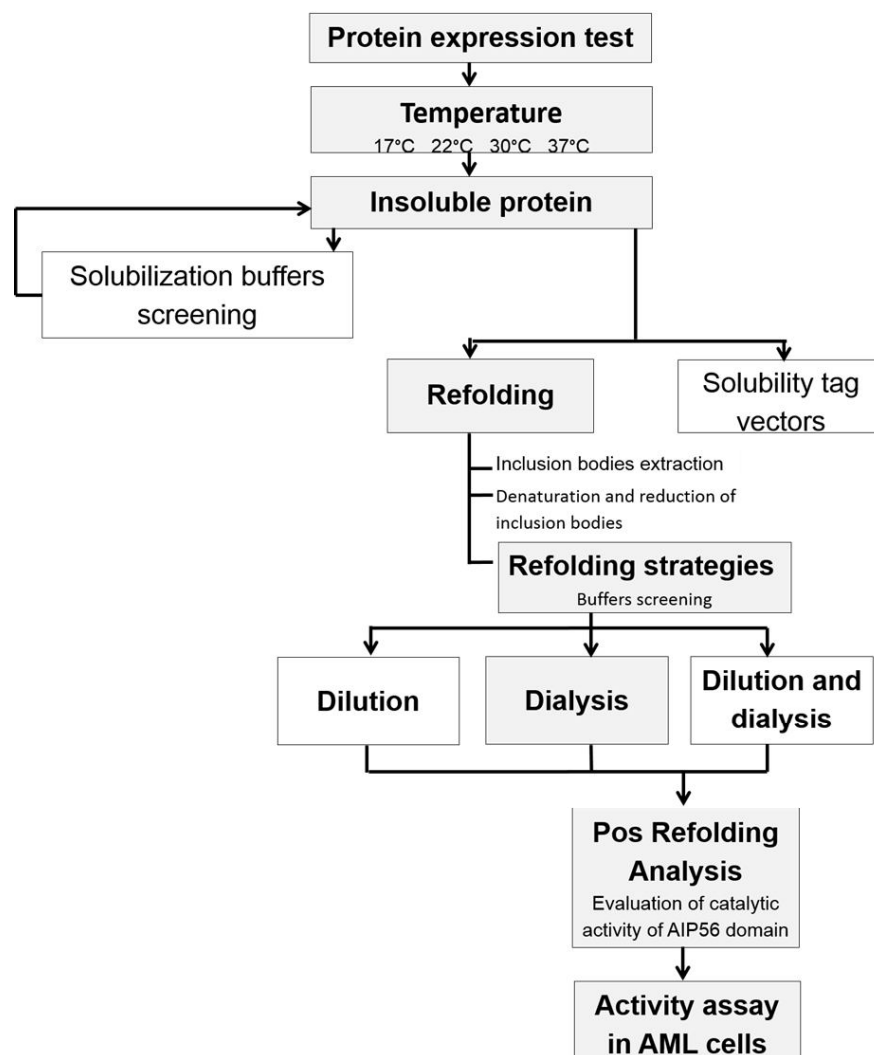 Protein expression test
Temperature
17°C 22°C 30°C 37°C
Insoluble protein
Solubilization buffers
screening
Refolding
Solubility tag
vectors
Inclusion bodies extraction
Denaturation and reduction of
inclusion bodies
Refolding strategies
Buffers screening
Dilution
Dialysis
Dilution and
dialysis
Pos Refolding
Analysis
Evaluation of catalytic
activity of AIP56 domain
Activity assay
in AML cells